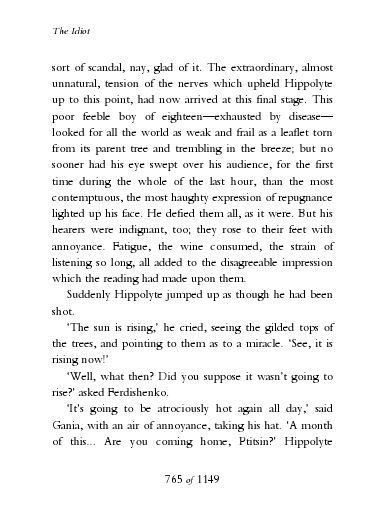 The Idiot
sort of scandal, nay, glad of it. The extraordinary, almost
unnatural, tension of the nerves which upheld Hippolyte
up to this point, had now arrived at this final stage. This
poor feeble boy of eighteen—exhausted by disease—
looked for all the world as weak and frail as a leaflet torn
from its parent tree and trembling in the breeze; but no
sooner had his eye swept over his audience, for the first
time during the whole of the last hour, than the most
contemptuous, the most haughty expression of repugnance
lighted up his face. He defied them all, as it were. But his
hearers were indignant, too; they rose to their feet with
annoyance. Fatigue, the wine consumed, the strain of
listening so long, all added to the disagreeable impression
which the reading had made upon them.
Suddenly Hippolyte jumped up as though he had been
shot.
‘The sun is rising,’ he cried, seeing the gilded tops of
the trees, and pointing to them as to a miracle. ‘See, it is
rising now!’
‘Well, what then? Did you suppose it wasn’t going to
rise?’ asked Ferdishenko.
‘It’s going to be atrociously hot again all day,’ said
Gania, with an air of annoyance, taking his hat. ‘A month
of this... Are you coming home, Ptitsin?’ Hippolyte
765 of 1149